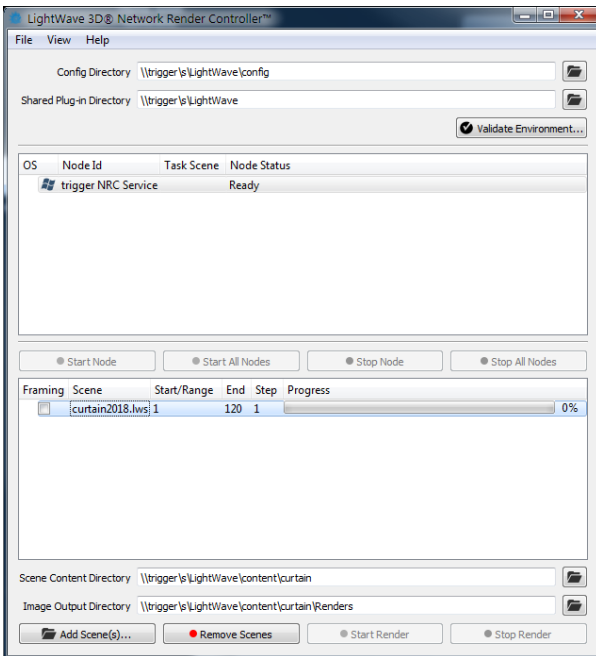 LightWave 3D® Network Render Controller™
File View Help
Config Directory \\trigger\s\LightWave\config
Shared Plug-in Directory \\trigger\s\LightWave
Validate Environment...
OS Node Id Task Scene Node Status
trigger NRC Service Ready
Start Node Start All Nodes Stop Node Stop All Nodes
Framing Scene Start/Range End Step Progress
curtain2018.lws 1 120 1 0%
Scene Content Directory \\trigger\s\LightWave\content\curtain
Image Output Directory \\trigger\s\LightWave\content\curtain\Renders
Add Scene(s)... Remove Scenes Start Render Stop Render